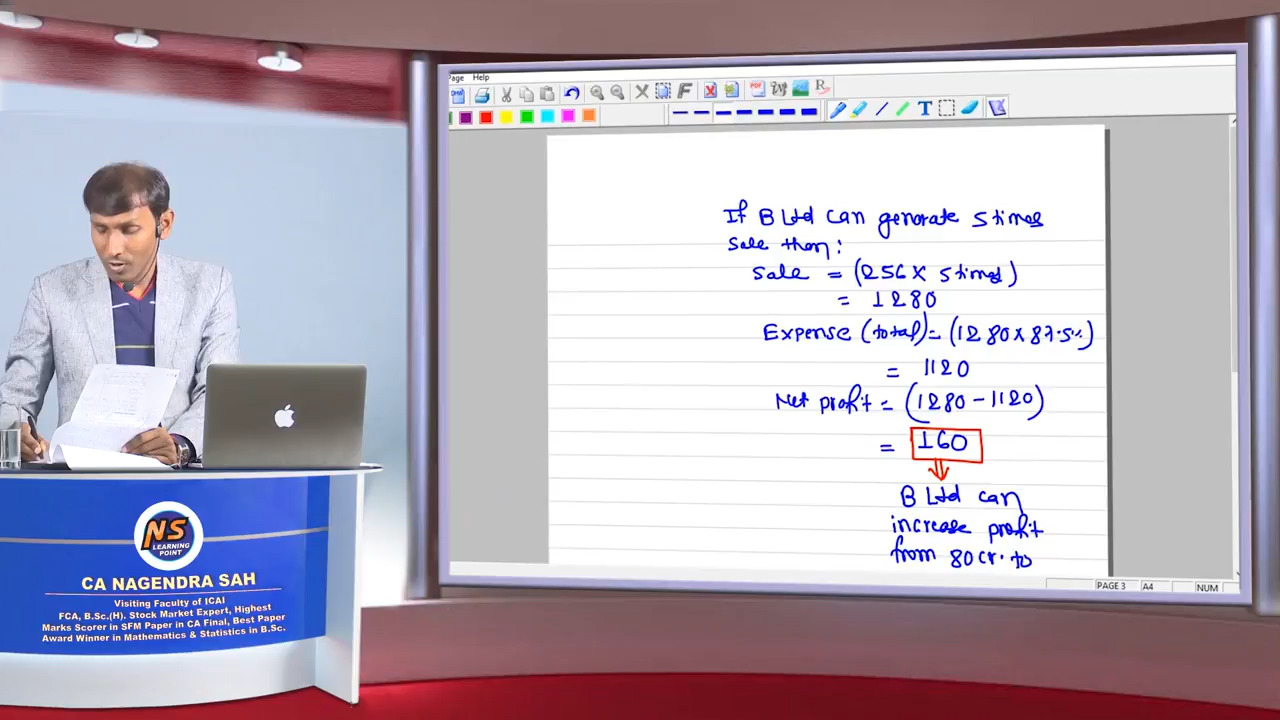 Page Help
If B Ltd can generate 5 times
Sale then:
Sale = (256 × 5 times)
= 1280
Expense (total) = (1280 × 87.5%)
= 1120
Net profit = (1280 - 1120)
= 160
B Ltd can
increase profit
from 80 cr. to
PAGE 3 A4 NUM
NS
LEARNING
POINT
CA NAGENDRA SAH
Visiting Faculty of ICAI
FCA, B.Sc.(H). Stock Market Expert, Highest
Marks Scorer in SFM Paper in CA Final, Best Paper
Award Winner in Mathematics & Statistics in B.Sc.